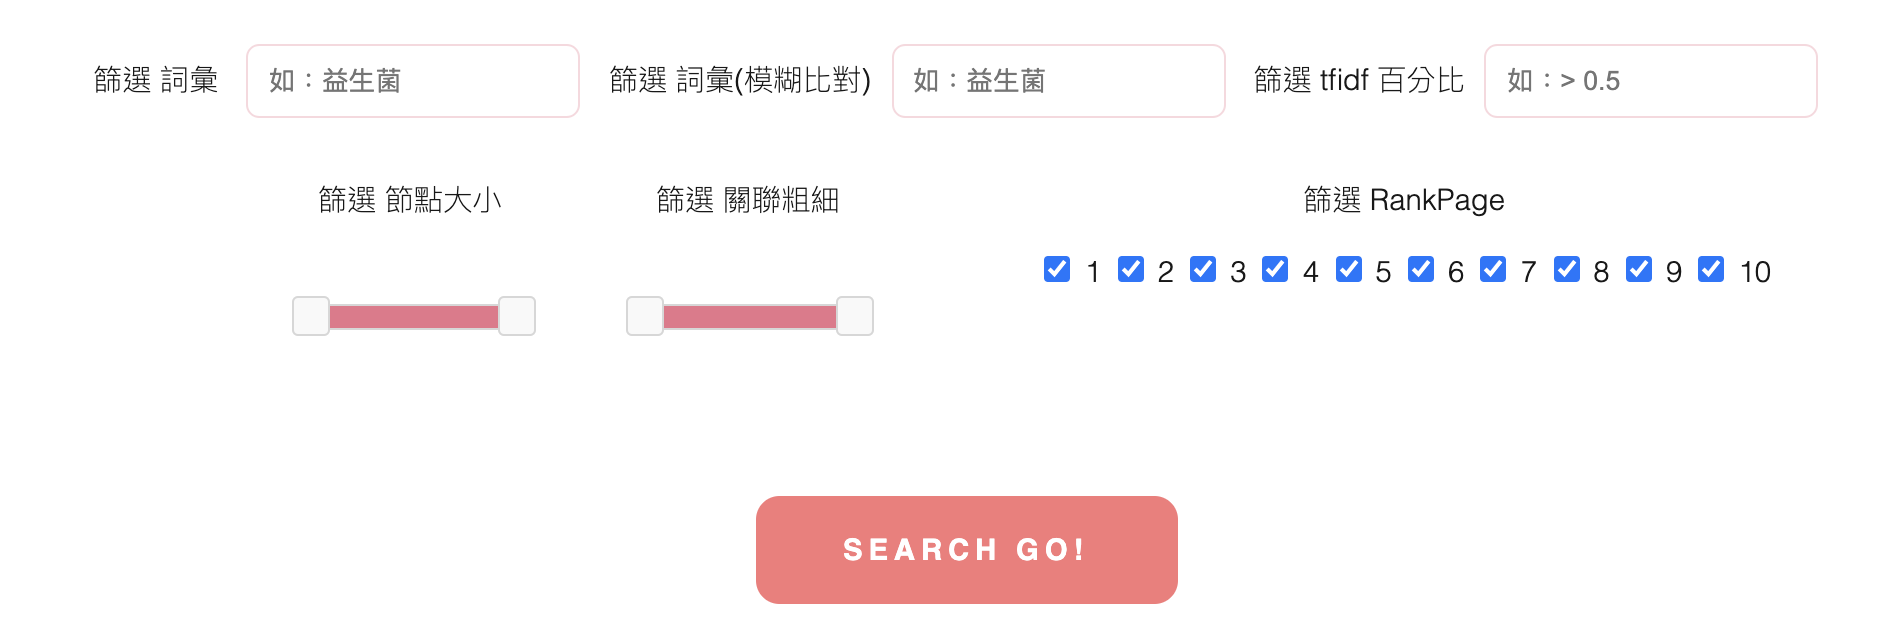 篩選 詞彙 如：益生菌 篩選 詞彙(模糊比對) 如：益生菌 篩選 tfidf 百分比 如：> 0.5
篩選 節點大小 篩選 關聯粗細 篩選 RankPage
1 2 3 4 5 6 7 8 9 10
SEARCH GO!